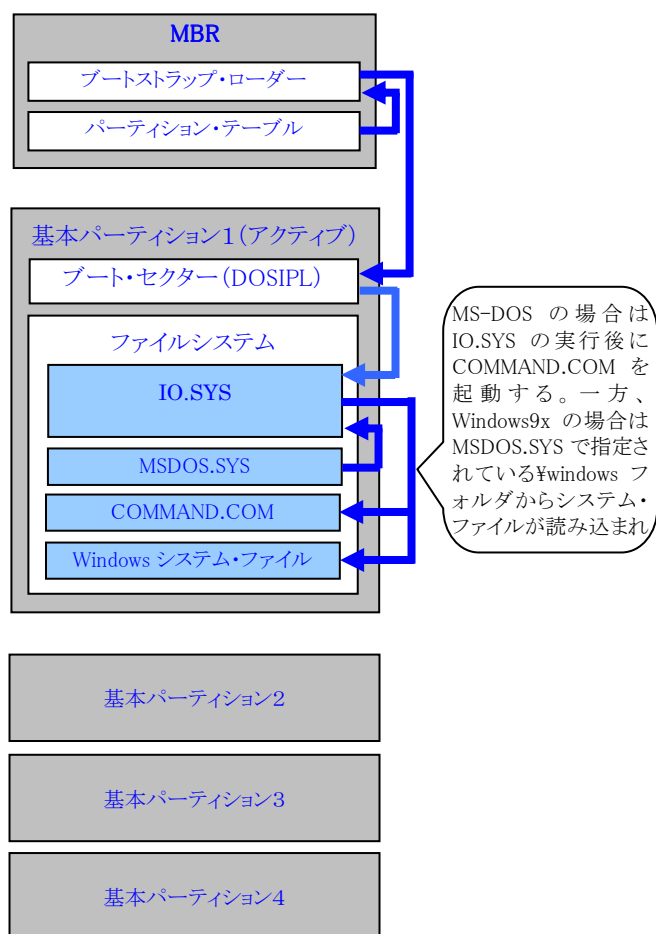 MBR
ブートストラップ・ローダー
パーティション・テーブル
基本パーティション1(アクティブ)
ブート・セクター(DOSIPL)
ファイルシステム
IO.SYS
MSDOS.SYS
COMMAND.COM
Windows システム・ファイル
MS-DOS の場合は
IO.SYS の実行後に
COMMAND.COM を
起動する。一方、
Windows9x の場合は
MSDOS.SYS で指定さ
れている¥windows フ
ォルダからシステム・
ファイルが読み込まれ
基本パーティション2
基本パーティション3
基本パーティション4